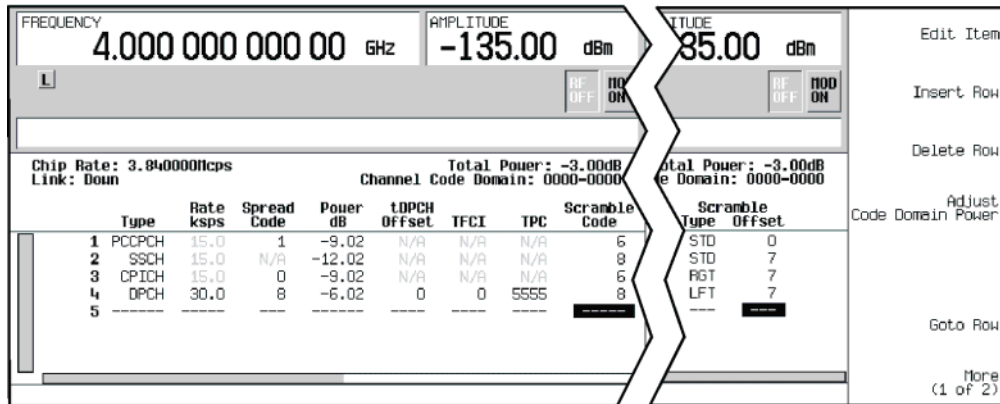 FREQUENCY AMPLITUDE ITUDE
4.000 000 000 00 GHz -135.00 dBm 35.00 dBm
L RF OFF MOD ON
Edit Item
Insert Row
Delete Row
Adjust
Code Domain Power
Goto Row
More
(1 of 2)
Chip Rate: 3.840000Mcps Total Power: -3.00dB otal Power: -3.00dB
Link: Down Channel Code Domain: 0000-0000 e Domain: 0000-0000
Type Rate ksps Spread Code Power dB tDPCH Offset TFCI TPC Scramble Code Scramble Type Offset
1 PCCPCH 15.0 1 -9.02 N/A N/A N/A 6 STD 0
2 SSCH 15.0 N/A -12.02 N/A N/A N/A 8 STD 7
3 CPICH 15.0 0 -9.02 N/A N/A N/A 6 RGT 7
4 DPCH 30.0 8 -6.02 0 0 5555 8 LFT 7
5 ------ ----- --- ------ ---- ---- ---- ----- --- ---